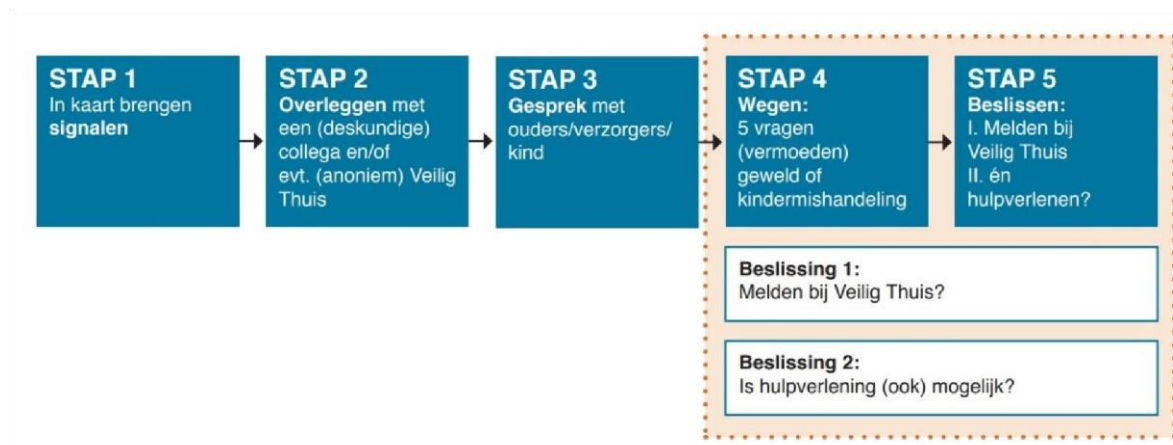 STAP 1
In kaart brengen
signalen
STAP 2
Overleggen met
een (deskundige)
collega en/of
evt. (anoniem) Veilig
Thuis
STAP 3
Gesprek met
ouders/verzorgers/
kind
STAP 4
Wegen:
5 vragen
(vermoeden)
geweld of
kindermishandeling
STAP 5
Beslissen:
I. Melden bij
Veilig Thuis
II. én
hulpverlenen?
Beslissing 1:
Melden bij Veilig Thuis?
Beslissing 2:
Is hulpverlening (ook) mogelijk?